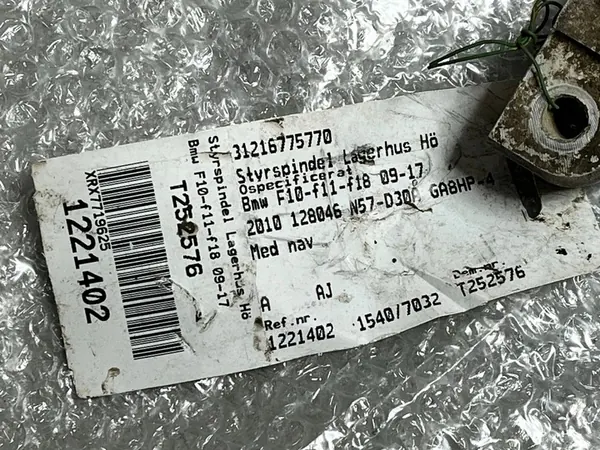 31216775770
Styrspindel Lagerhus Hö
Ospecificerat
Bmw F10-f11-f18 09-17
2010 128046 N57-D30 GA8HP-4
Med nav
A AJ
Ref.nr.
1221402 1540/7032
Dem.nr.
T252576
Styrspindel Lagerhus Hö
Bmw F10-f11-f18 09-17
T252576
XRX7719625
1221402